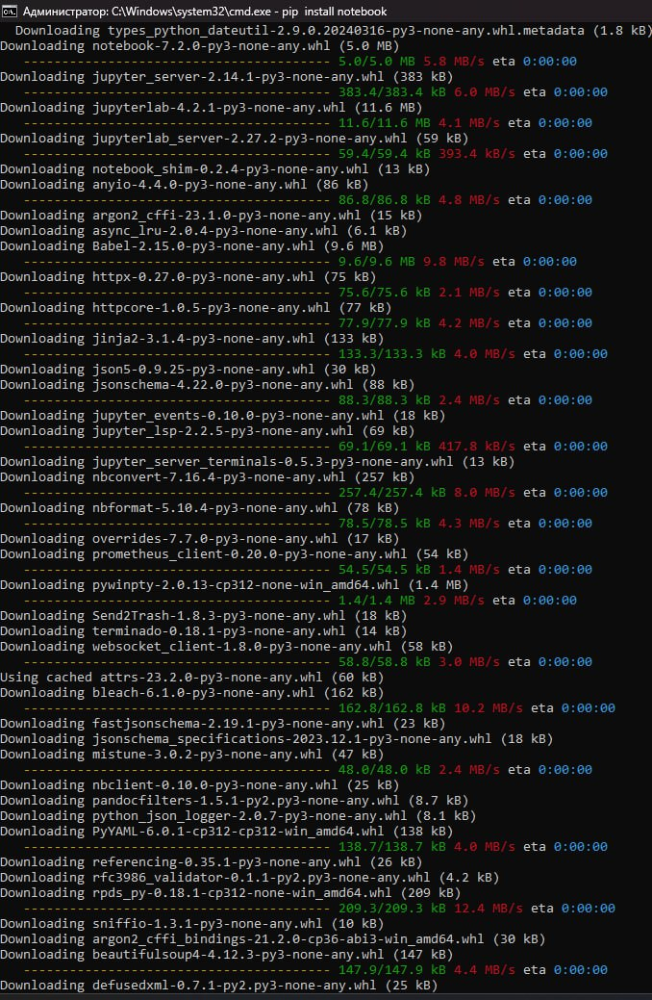 Администратор: C:\Windows\system32\cmd.exe - pip  install notebook
Downloading types_python_dateutil-2.9.0.20240316-py3-none-any.whl.metadata (1.8 kB)
Downloading notebook-7.2.0-py3-none-any.whl (5.0 MB)
---------------------------------------- 5.0/5.0 MB 5.8 MB/s eta 0:00:00
Downloading jupyter_server-2.14.1-py3-none-any.whl (383 kB)
---------------------------------------- 383.4/383.4 kB 6.0 MB/s eta 0:00:00
Downloading jupyterlab-4.2.1-py3-none-any.whl (11.6 MB)
---------------------------------------- 11.6/11.6 MB 4.1 MB/s eta 0:00:00
Downloading jupyterlab_server-2.27.2-py3-none-any.whl (59 kB)
---------------------------------------- 59.4/59.4 kB 393.4 kB/s eta 0:00:00
Downloading notebook_shim-0.2.4-py3-none-any.whl (13 kB)
Downloading anyio-4.4.0-py3-none-any.whl (86 kB)
---------------------------------------- 86.8/86.8 kB 4.8 MB/s eta 0:00:00
Downloading argon2_cffi-23.1.0-py3-none-any.whl (15 kB)
Downloading async_lru-2.0.4-py3-none-any.whl (6.1 kB)
Downloading Babel-2.15.0-py3-none-any.whl (9.6 MB)
---------------------------------------- 9.6/9.6 MB 9.8 MB/s eta 0:00:00
Downloading httpx-0.27.0-py3-none-any.whl (75 kB)
---------------------------------------- 75.6/75.6 kB 2.1 MB/s eta 0:00:00
Downloading httpcore-1.0.5-py3-none-any.whl (77 kB)
---------------------------------------- 77.9/77.9 kB 4.2 MB/s eta 0:00:00
Downloading jinja2-3.1.4-py3-none-any.whl (133 kB)
---------------------------------------- 133.3/133.3 kB 4.0 MB/s eta 0:00:00
Downloading json5-0.9.25-py3-none-any.whl (30 kB)
Downloading jsonschema-4.22.0-py3-none-any.whl (88 kB)
---------------------------------------- 88.3/88.3 kB 2.4 MB/s eta 0:00:00
Downloading jupyter_events-0.10.0-py3-none-any.whl (18 kB)
Downloading jupyter_lsp-2.2.5-py3-none-any.whl (69 kB)
---------------------------------------- 69.1/69.1 kB 417.8 kB/s eta 0:00:00
Downloading jupyter_server_terminals-0.5.3-py3-none-any.whl (13 kB)
Downloading nbconvert-7.16.4-py3-none-any.whl (257 kB)
---------------------------------------- 257.4/257.4 kB 8.0 MB/s eta 0:00:00
Downloading nbformat-5.10.4-py3-none-any.whl (78 kB)
---------------------------------------- 78.5/78.5 kB 4.3 MB/s eta 0:00:00
Downloading overrides-7.7.0-py3-none-any.whl (17 kB)
Downloading prometheus_client-0.20.0-py3-none-any.whl (54 kB)
---------------------------------------- 54.5/54.5 kB 1.4 MB/s eta 0:00:00
Downloading pywinpty-2.0.13-cp312-none-win_amd64.whl (1.4 MB)
---------------------------------------- 1.4/1.4 MB 2.9 MB/s eta 0:00:00
Downloading Send2Trash-1.8.3-py3-none-any.whl (18 kB)
Downloading terminado-0.18.1-py3-none-any.whl (14 kB)
Downloading websocket_client-1.8.0-py3-none-any.whl (58 kB)
---------------------------------------- 58.8/58.8 kB 3.0 MB/s eta 0:00:00
Using cached attrs-23.2.0-py3-none-any.whl (60 kB)
Downloading bleach-6.1.0-py3-none-any.whl (162 kB)
---------------------------------------- 162.8/162.8 kB 10.2 MB/s eta 0:00:00
Downloading fastjsonschema-2.19.1-py3-none-any.whl (23 kB)
Downloading jsonschema_specifications-2023.12.1-py3-none-any.whl (18 kB)
Downloading mistune-3.0.2-py3-none-any.whl (47 kB)
---------------------------------------- 48.0/48.0 kB 2.4 MB/s eta 0:00:00
Downloading nbclient-0.10.0-py3-none-any.whl (25 kB)
Downloading pandocfilters-1.5.1-py2.py3-none-any.whl (8.7 kB)
Downloading python_json_logger-2.0.7-py3-none-any.whl (8.1 kB)
Downloading PyYAML-6.0.1-cp312-cp312-win_amd64.whl (138 kB)
---------------------------------------- 138.7/138.7 kB 4.0 MB/s eta 0:00:00
Downloading referencing-0.35.1-py3-none-any.whl (26 kB)
Downloading rfc3986_validator-0.1.1-py2.py3-none-any.whl (4.2 kB)
Downloading rpds_py-0.18.1-cp312-none-win_amd64.whl (209 kB)
---------------------------------------- 209.3/209.3 kB 12.4 MB/s eta 0:00:00
Downloading sniffio-1.3.1-py3-none-any.whl (10 kB)
Downloading argon2_cffi_bindings-21.2.0-cp36-abi3-win_amd64.whl (30 kB)
Downloading beautifulsoup4-4.12.3-py3-none-any.whl (147 kB)
---------------------------------------- 147.9/147.9 kB 4.4 MB/s eta 0:00:00
Downloading defusedxml-0.7.1-py2.py3-none-any.whl (25 kB)